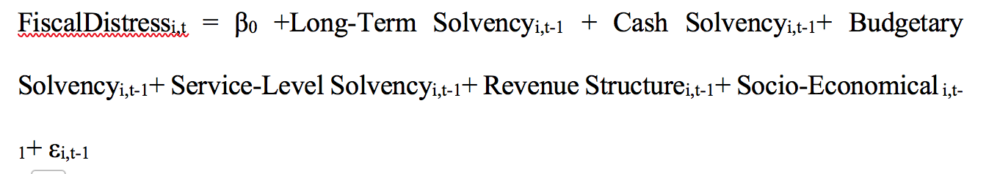 FiscalDistressi,t = β0 +Long-Term Solvencyi,t-1 + Cash Solvencyi,t-1+ Budgetary
Solvencyi,t-1+ Service-Level Solvencyi,t-1+ Revenue Structurei,t-1+ Socio-Economical i,t-
1+ εi,t-1